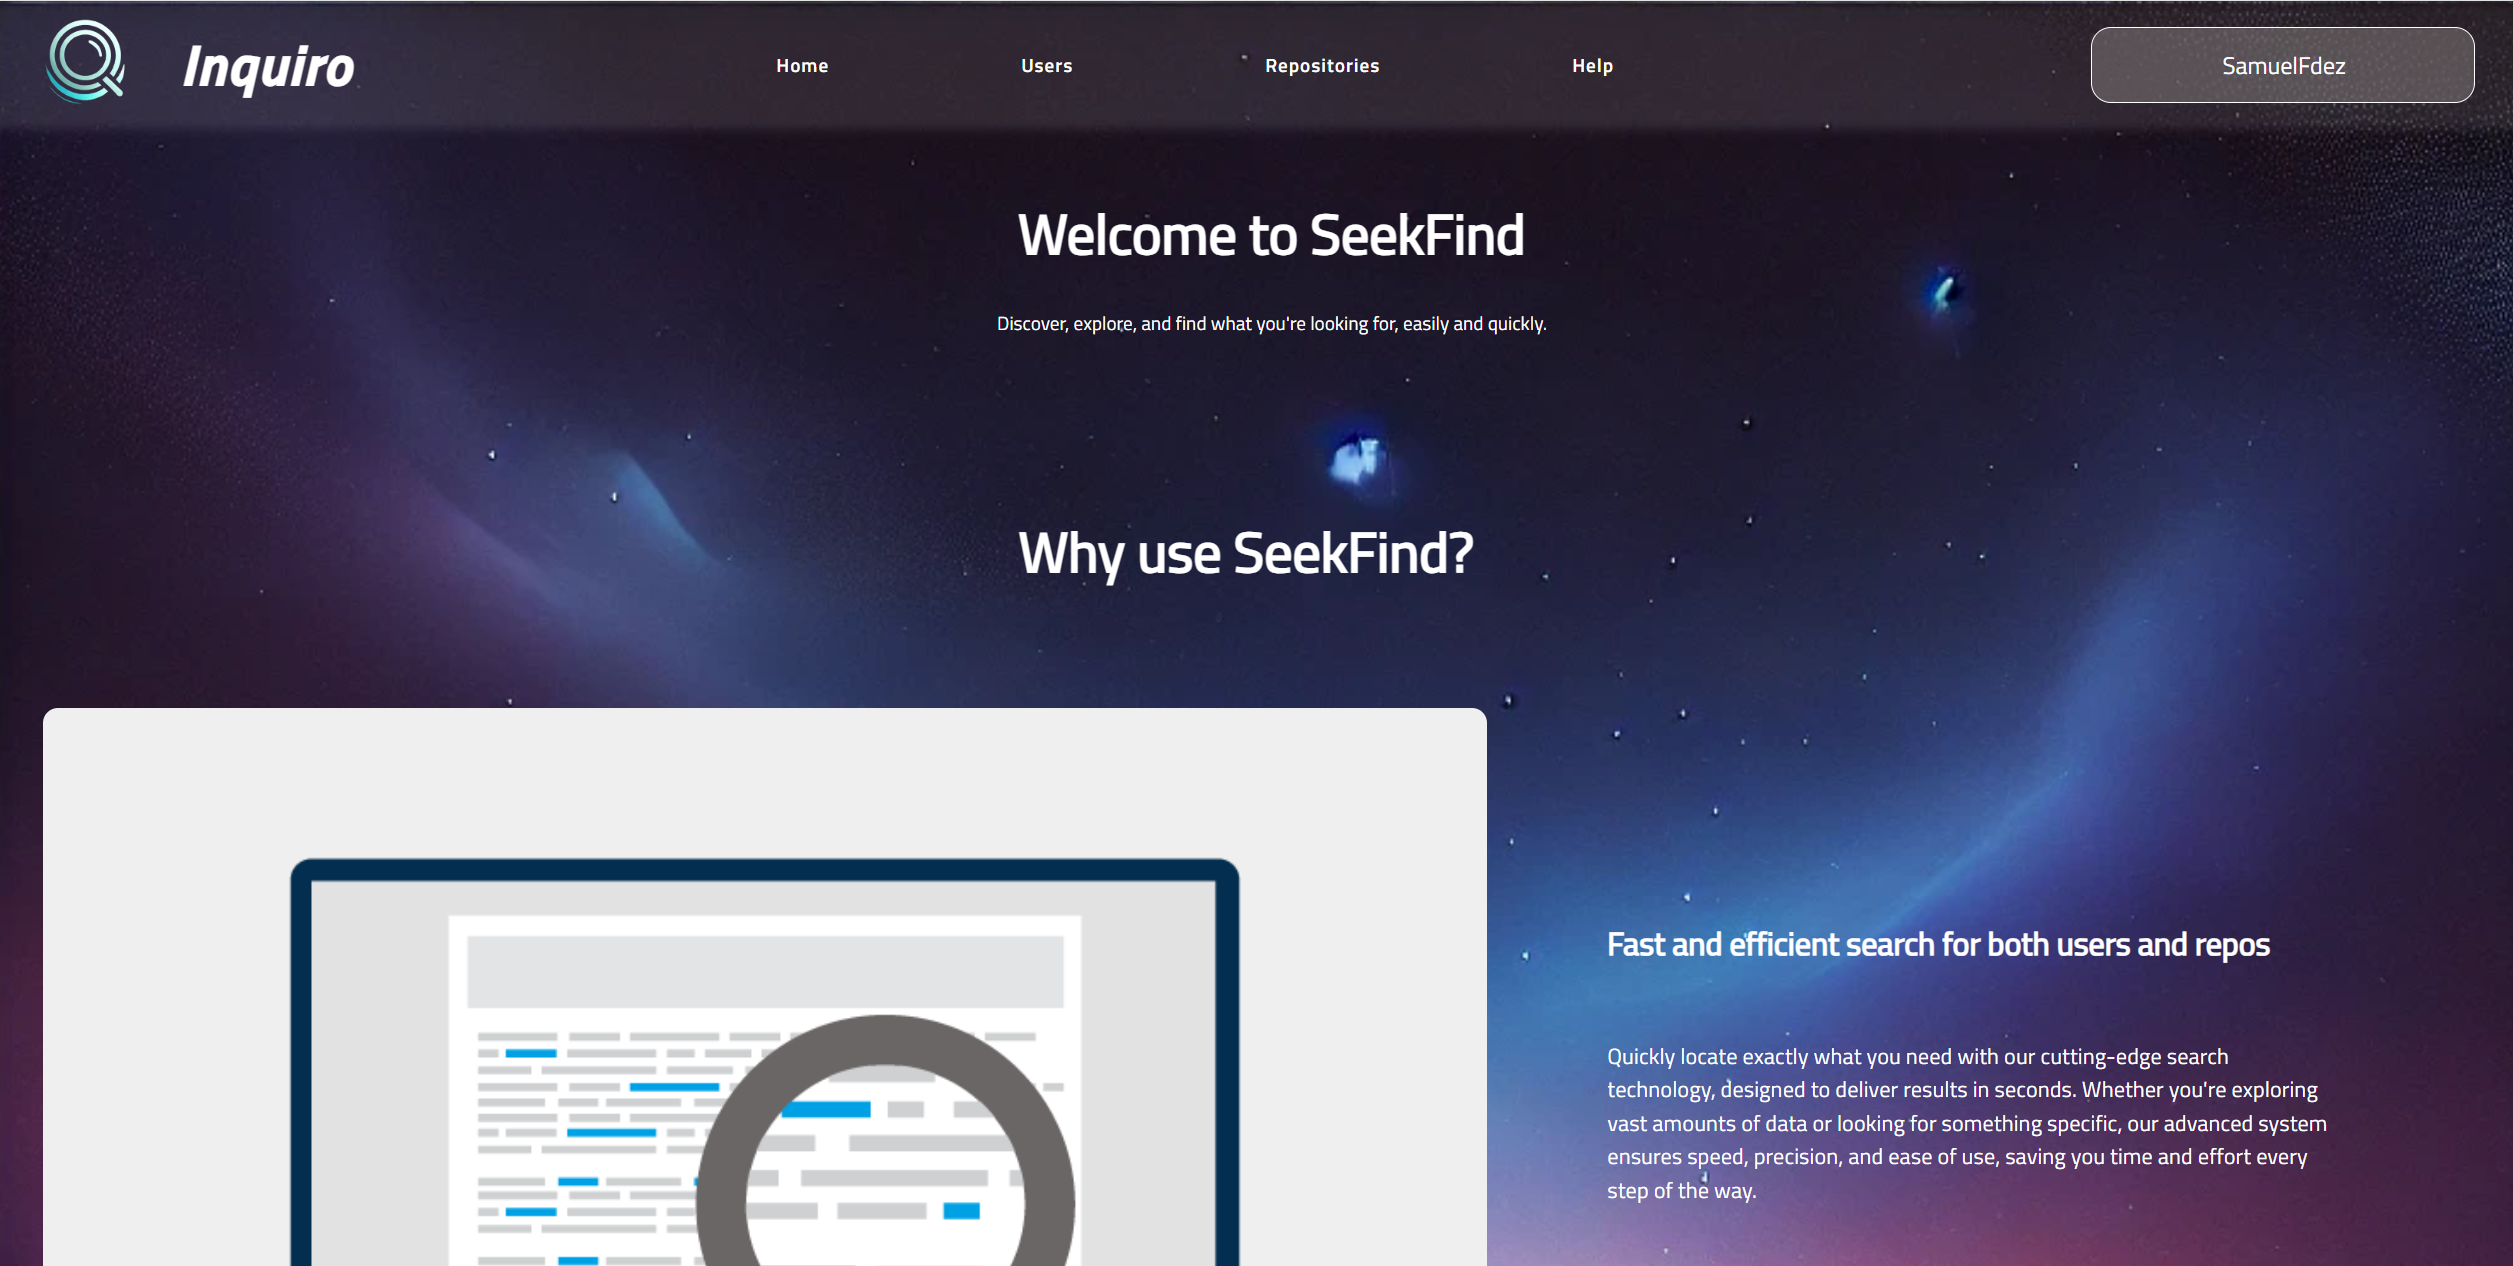 Inquiro
Home
Users
Repositories
Help
SamuelFdez
Welcome to SeekFind
Discover, explore, and find what you're looking for, easily and quickly.
Why use SeekFind?
Fast and efficient search for both users and repos
Quickly locate exactly what you need with our cutting-edge search
technology, designed to deliver results in seconds. Whether you're exploring
vast amounts of data or looking for something specific, our advanced system
ensures speed, precision, and ease of use, saving you time and effort every
step of the way.